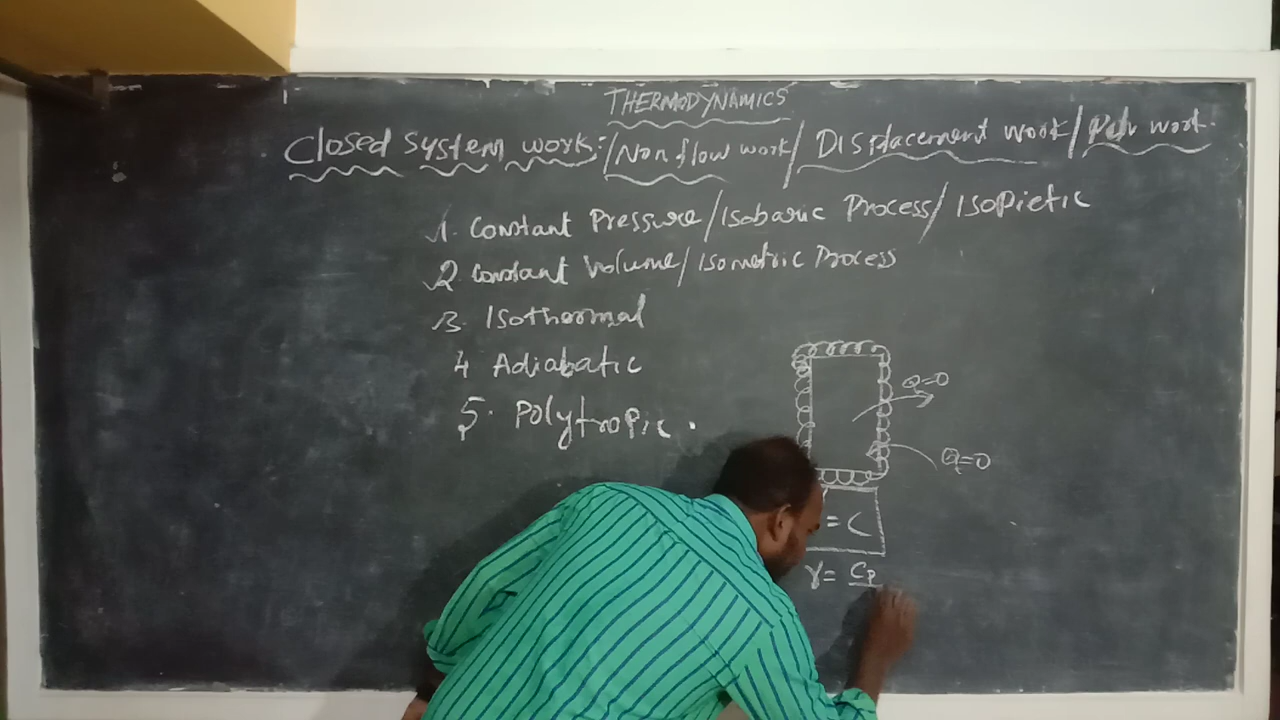 THERMODYNAMICS
Closed System work:/Non flow work/ Displacement work/ Pdv work.
1. Constant Pressure/Isobaric Process/Isopietic
2. Constant Volume/Isometric Process
3. Isothermal
4 Adiabatic
5. Polytropic.
Q=0
Q=0
= C
γ = Cp